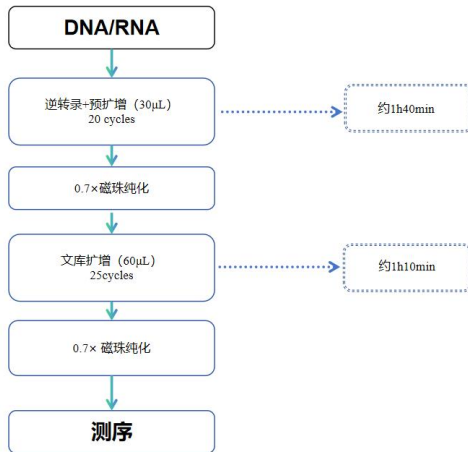 DNA/RNA
逆转录+预扩增（30μL）
20 cycles
约1h40min
0.7×磁珠纯化
文库扩增（60μL）
25cycles
约1h10min
0.7× 磁珠纯化
测序